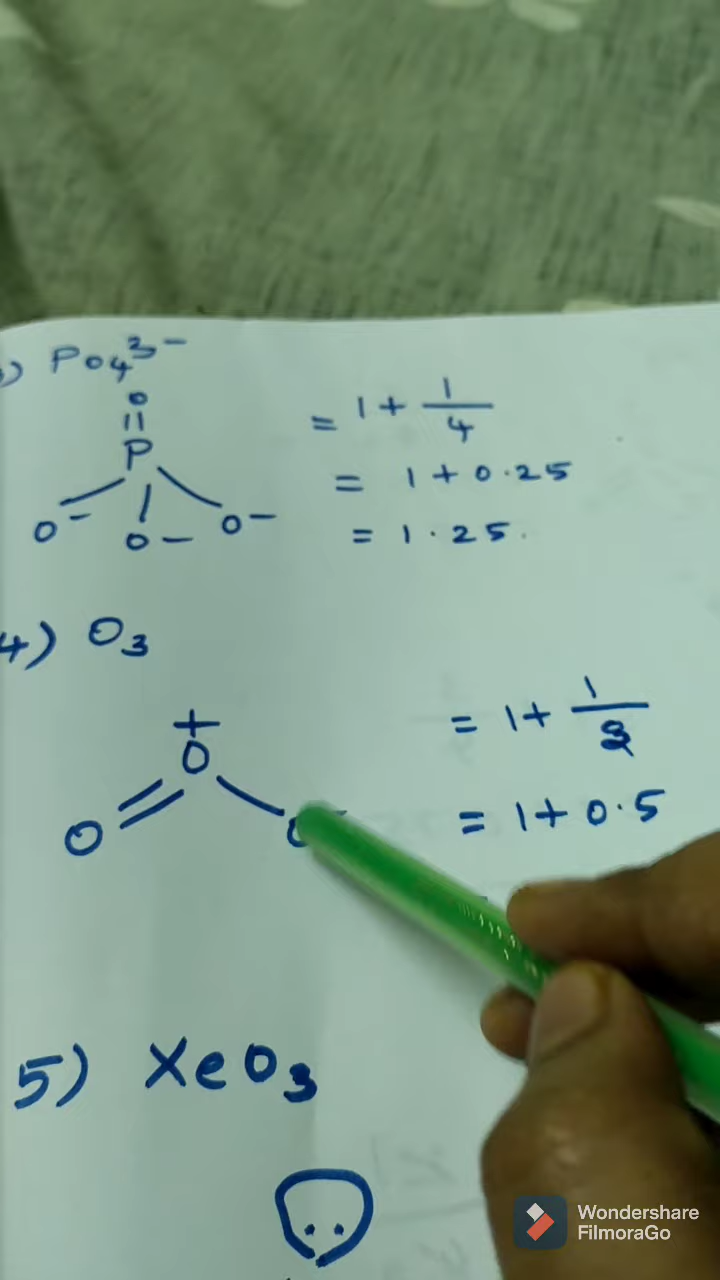 ) PO₄³⁻
O
||
P
O⁻ O⁻ O⁻
= 1 + 1/4
= 1 + 0.25
= 1.25.
4) O₃
+
O
O
= 1 + 1/2
= 1 + 0.5
5) XeO₃
Wondershare
FilmoraGo